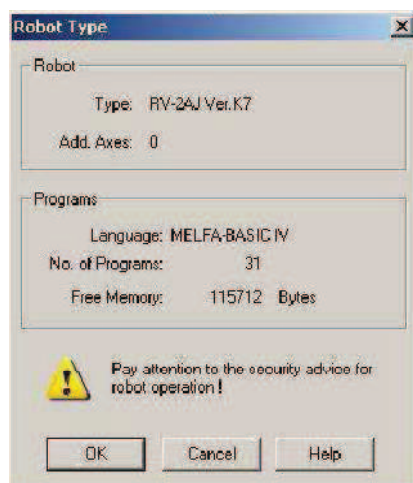 Robot Type
Robot
Type: RV-2AJ Ver.K7
Add. Axes: 0
Programs
Language: MELFA-BASIC IV
No. of Programs: 31
Free Memory: 115712 Bytes
Pay attention to the security advice for
robot operation !
OK Cancel Help